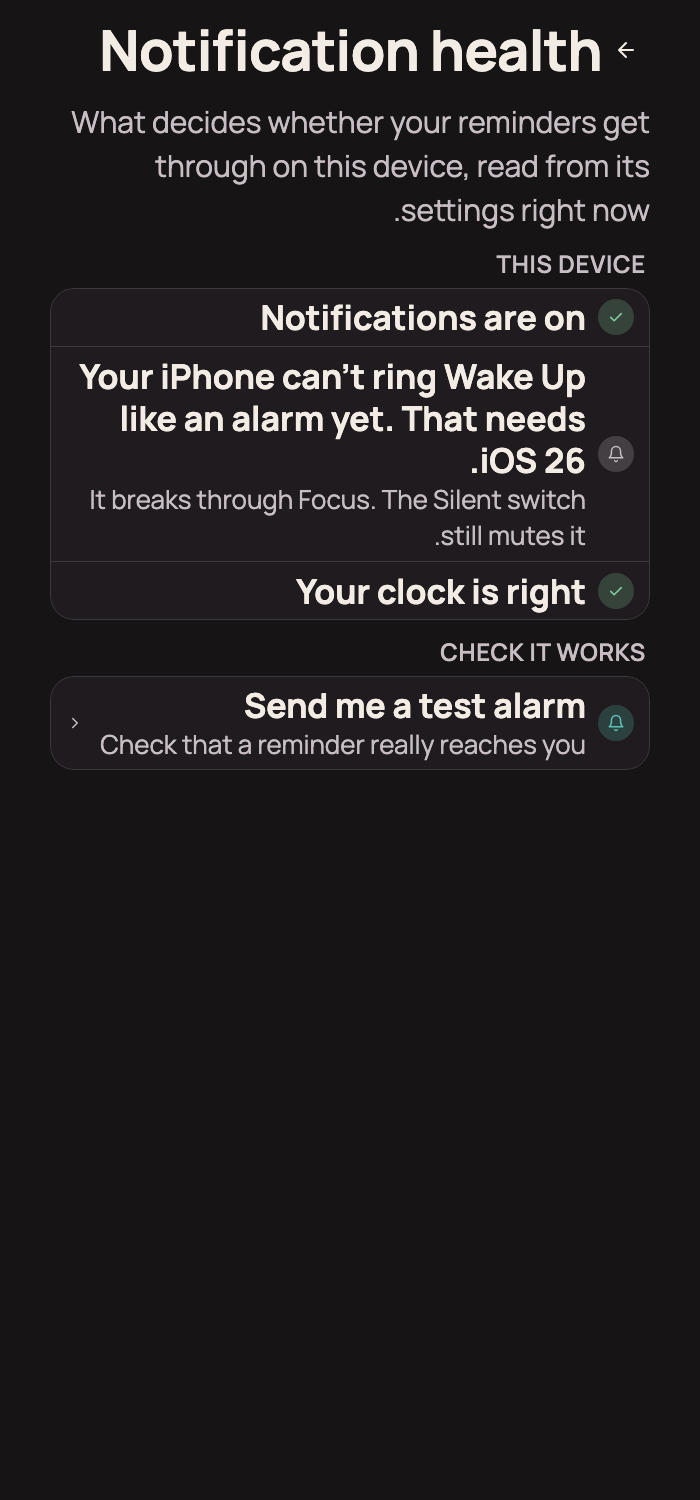 Notification health
What decides whether your reminders get
through on this device, read from its
.settings right now
THIS DEVICE
Notifications are on
Your iPhone can’t ring Wake Up
like an alarm yet. That needs
.iOS 26
It breaks through Focus. The Silent switch
.still mutes it
Your clock is right
CHECK IT WORKS
Send me a test alarm
Check that a reminder really reaches you